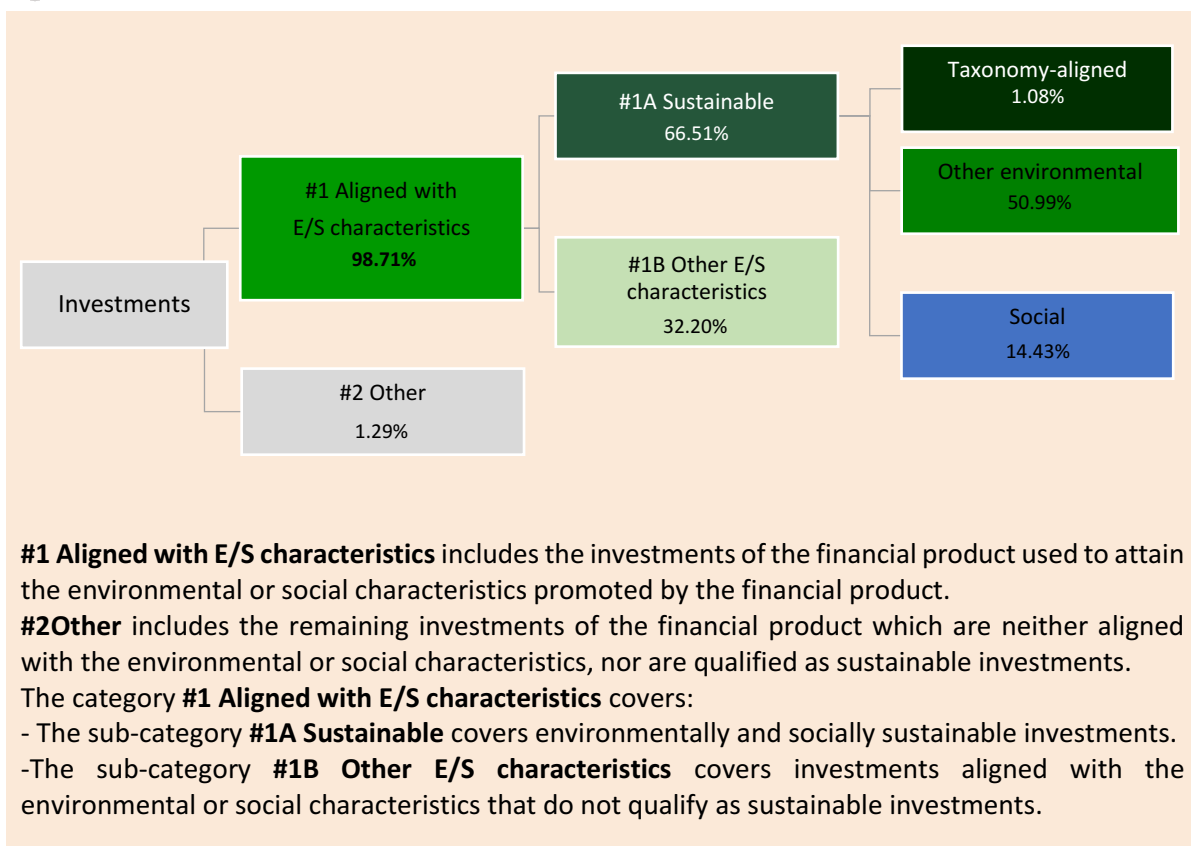 Investments
#1 Aligned with
E/S characteristics
98.71%
#2 Other
1.29%
#1A Sustainable
66.51%
#1B Other E/S
characteristics
32.20%
Taxonomy-aligned
1.08%
Other environmental
50.99%
Social
14.43%
#1 Aligned with E/S characteristics includes the investments of the financial product used to attain
the environmental or social characteristics promoted by the financial product.
#2Other includes the remaining investments of the financial product which are neither aligned
with the environmental or social characteristics, nor are qualified as sustainable investments.
The category #1 Aligned with E/S characteristics covers:
- The sub-category #1A Sustainable covers environmentally and socially sustainable investments.
-The sub-category #1B Other E/S characteristics covers investments aligned with the
environmental or social characteristics that do not qualify as sustainable investments.